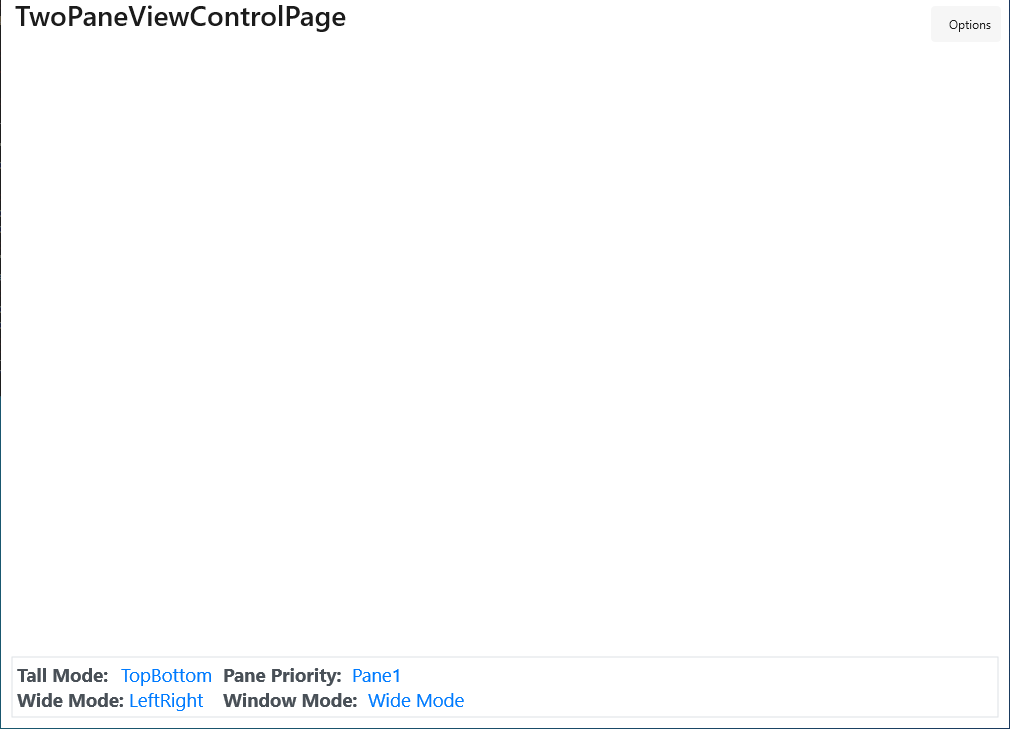 TwoPaneViewControlPage
Options
Tall Mode: TopBottom Pane Priority: Pane1
Wide Mode: LeftRight Window Mode: Wide Mode